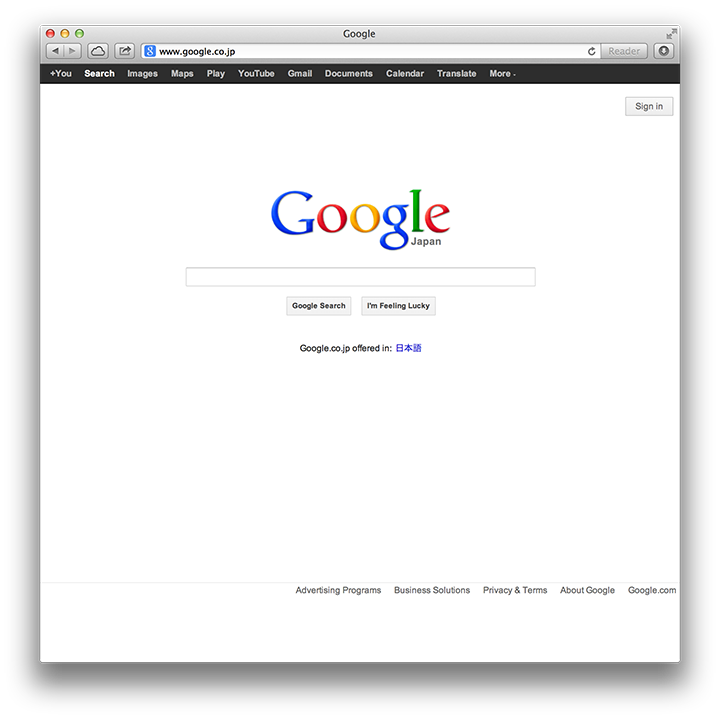 Google
www.google.co.jp
Reader
+You Search Images Maps Play YouTube Gmail Documents Calendar Translate More
Sign in
Google
Japan
Google Search I'm Feeling Lucky
Google.co.jp offered in: 日本語
Advertising Programs Business Solutions Privacy & Terms About Google Google.com